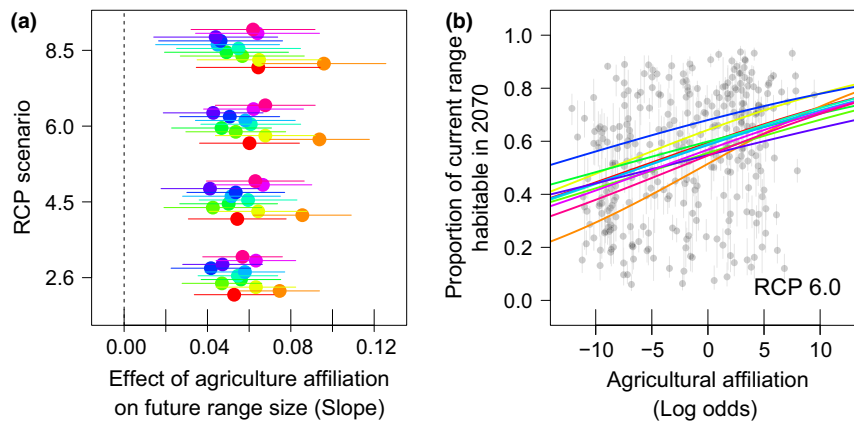 (a)
RCP scenario
8.5
6.0
4.5
2.6
0.00
0.04
0.08
0.12
Effect of agriculture affiliation
on future range size (Slope)
(b)
Proportion of current range
habitable in 2070
1.0
0.8
0.6
0.4
0.2
0.0
RCP 6.0
−10
−5
0
5
10
Agricultural affiliation
(Log odds)